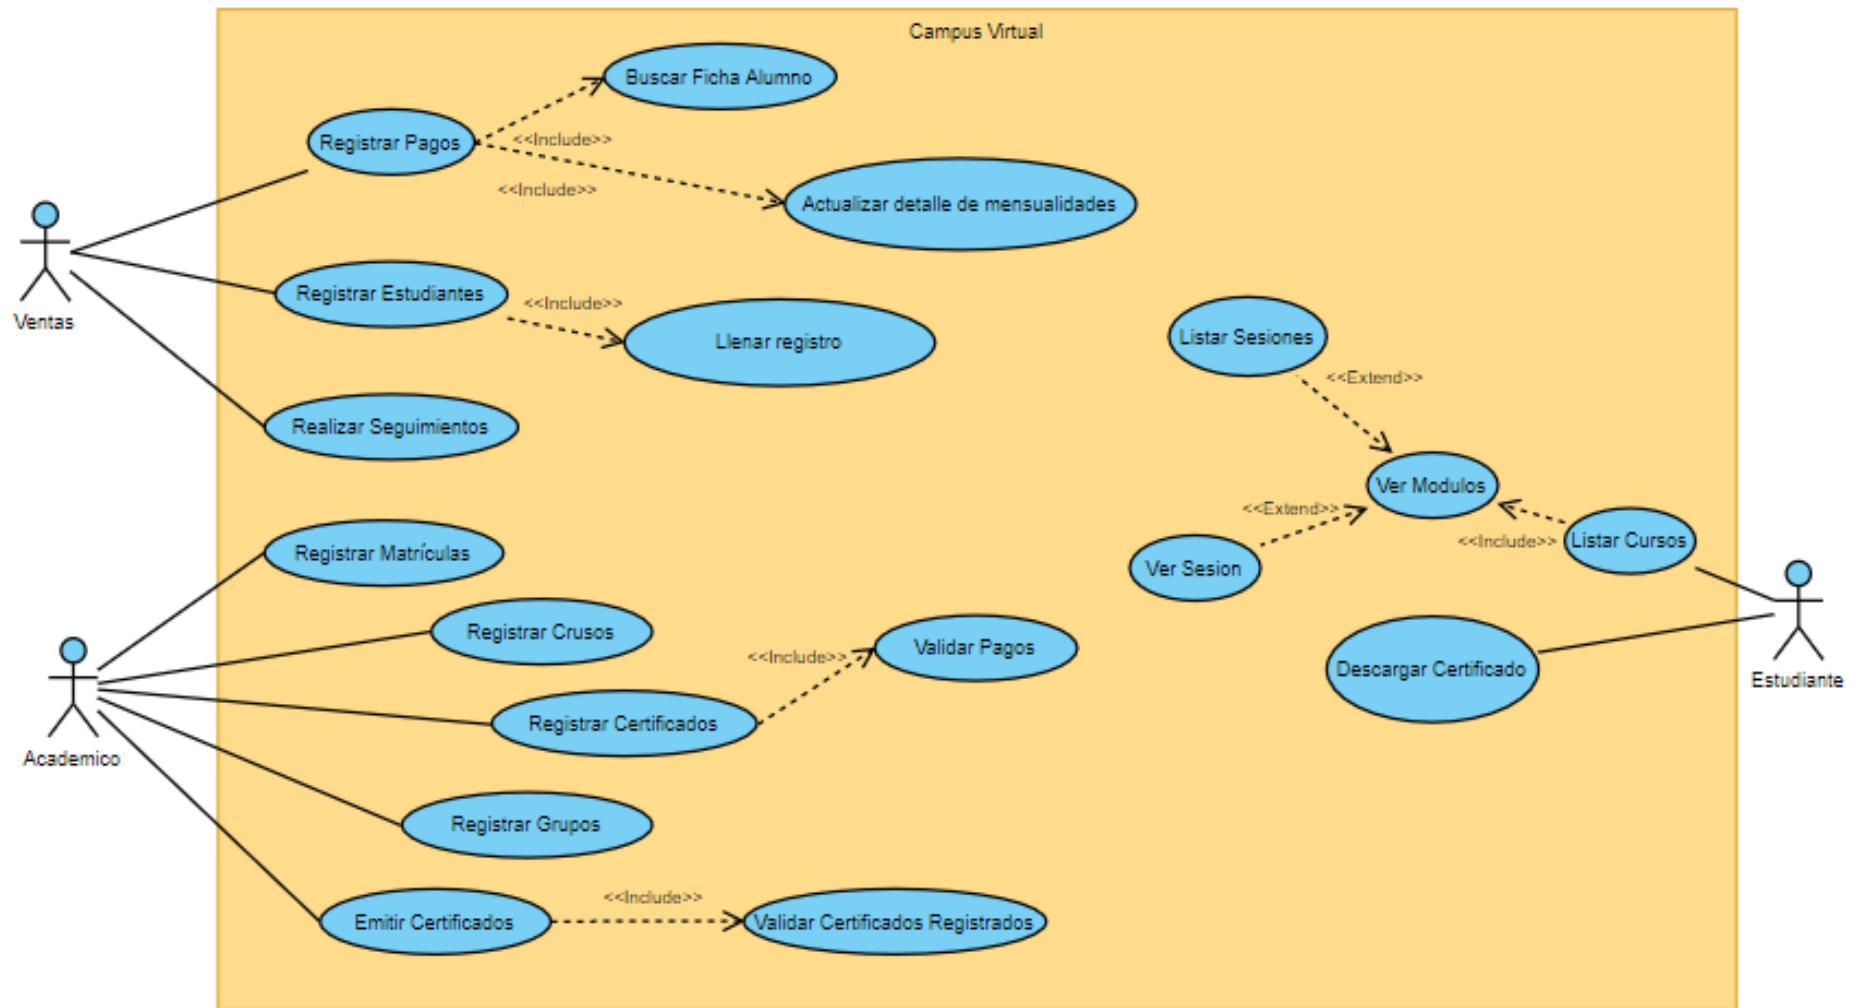 Campus Virtual
Buscar Ficha Alumno
Registrar Pagos
<<Include>>
<<Include>>
Actualizar detalle de mensualidades
Ventas
Registrar Estudiantes
<<Include>>
Llenar registro
Listar Sesiones
<<Extend>>
Realizar Seguimientos
Ver Modulos
<<Extend>>
<<Include>>
Listar Cursos
Ver Sesion
Registrar Matrículas
Registrar Crusos
<<Include>>
Validar Pagos
Descargar Certificado
Estudiante
Registrar Certificados
Academico
Registrar Grupos
Emitir Certificados
<<Include>>
Validar Certificados Registrados